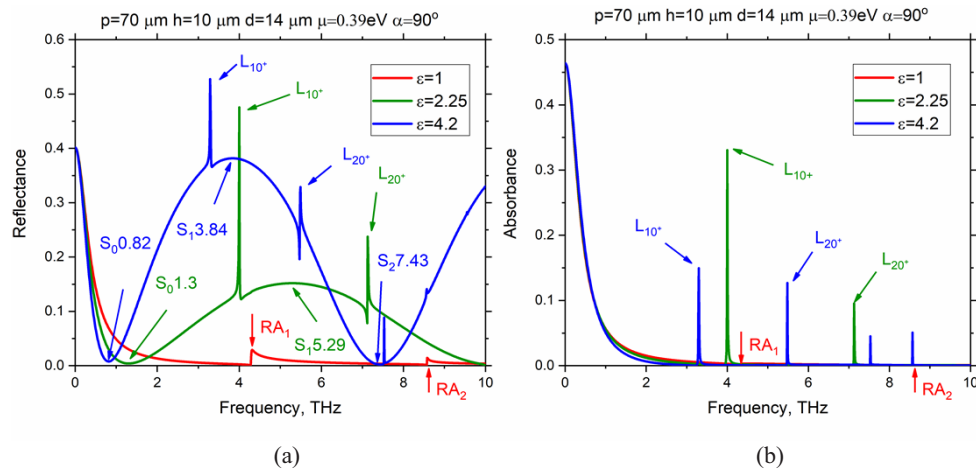 (a)
p=70 μm h=10 μm d=14 μm μ=0.39eV α=90º
Reflectance
0.5
0.4
0.3
0.2
0.1
0.0
0
2
4
6
8
10
Frequency, THz
ε=1
ε=2.25
ε=4.2
L₁₀⁺
L₁₀⁺
L₂₀⁺
L₂₀⁺
S₀0.82
S₁3.84
S₂7.43
S₀1.3
S₁5.29
RA₁
RA₂
(a)
(b)
p=70 μm h=10 μm d=14 μm μ=0.39eV α=90º
Absorbance
0.5
0.4
0.3
0.2
0.1
0.0
0
2
4
6
8
10
Frequency, THz
ε=1
ε=2.25
ε=4.2
L₁₀₊
L₁₀⁺
L₂₀⁺
L₂₀⁺
RA₁
RA₂
(b)